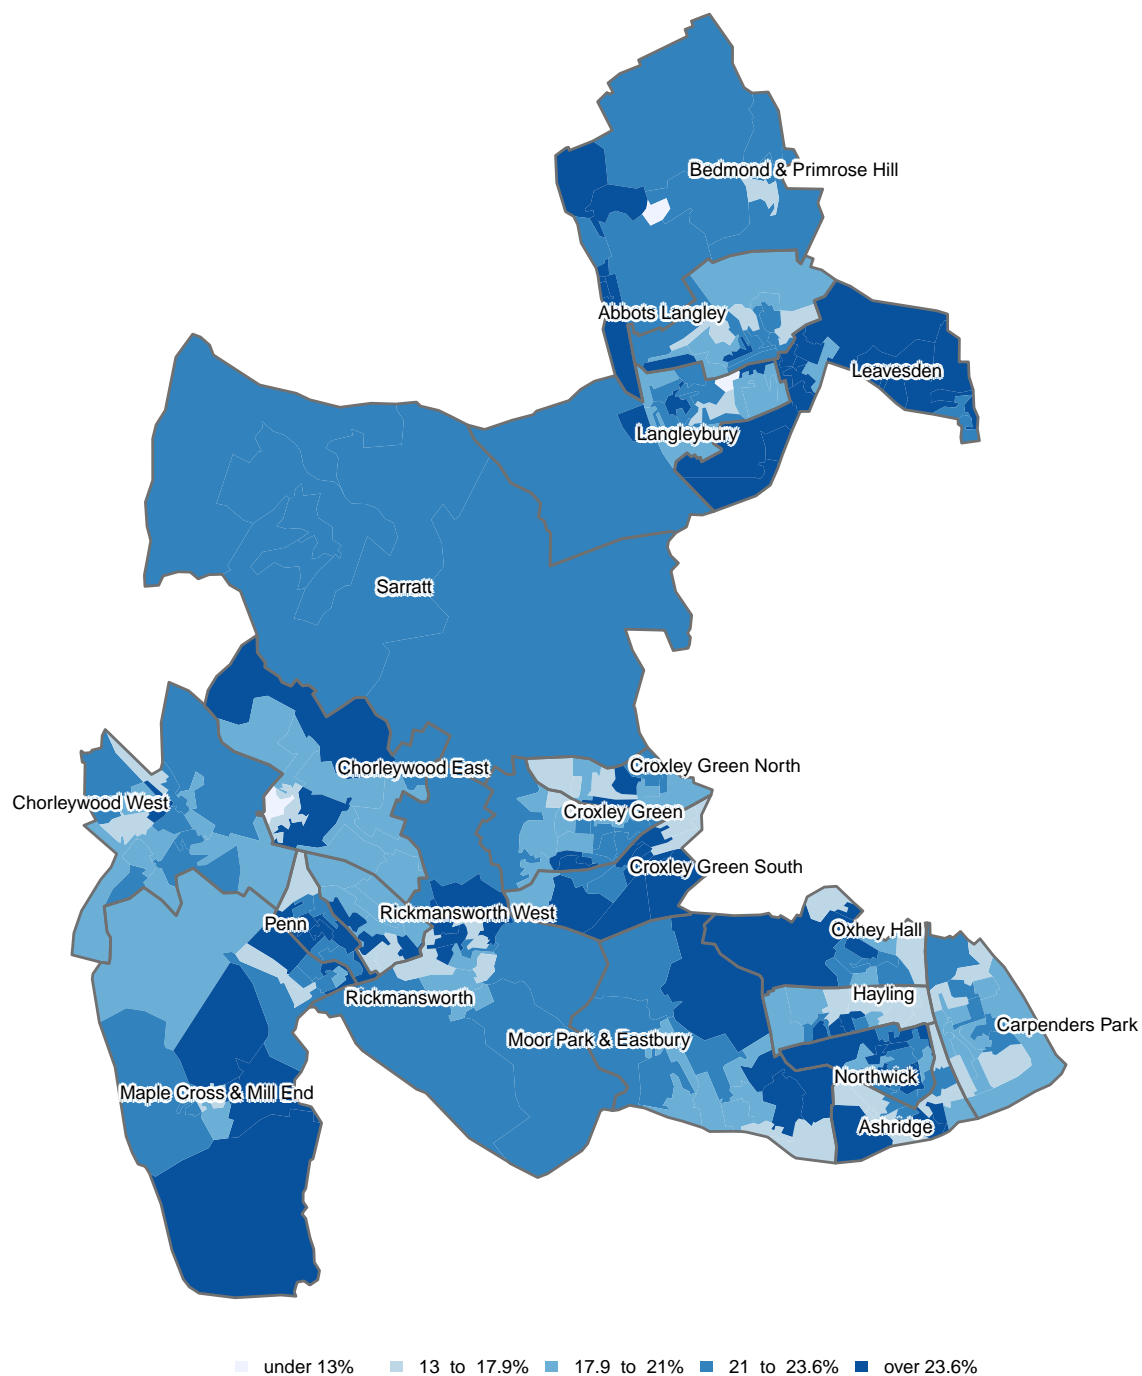 Bedmond & Primrose Hill
Abbots Langley
Leavesden
Langleybury
Sarratt
Croxley Green North
Chorleywood East
Chorleywood West
Croxley Green
Croxley Green South
Rickmansworth West
Penn
Oxhey Hall
Hayling
Rickmansworth
Carpenders Park
Moor Park & Eastbury
Northwick
Maple Cross & Mill End
Ashridge
under 13% 13 to 17.9% 17.9 to 21% 21 to 23.6% over 23.6%